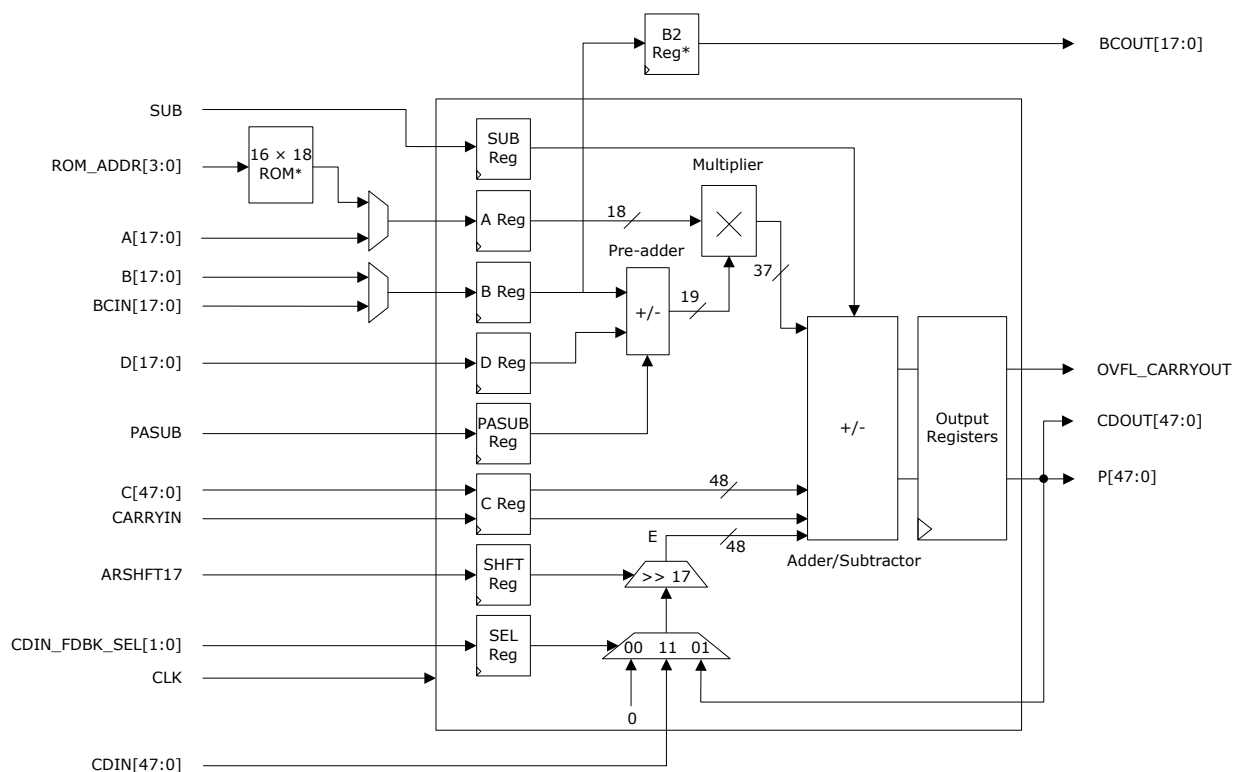 B2
Reg*
BCOUT[17:0]
SUB
SUB
Reg
16 × 18
ROM*
ROM_ADDR[3:0]
Multiplier
A[17:0]
A Reg
18
Pre-adder
37
B[17:0]
BCIN[17:0]
B Reg
19
+/-
D[17:0]
D Reg
OVFL_CARRYOUT
PASUB
PASUB
Reg
+/-
Output
Registers
CDOUT[47:0]
C[47:0]
CARRYIN
C Reg
48
P[47:0]
E
48
Adder/Subtractor
ARSHFT17
SHFT
Reg
>> 17
CDIN_FDBK_SEL[1:0]
SEL
Reg
00 11 01
CLK
0
CDIN[47:0]